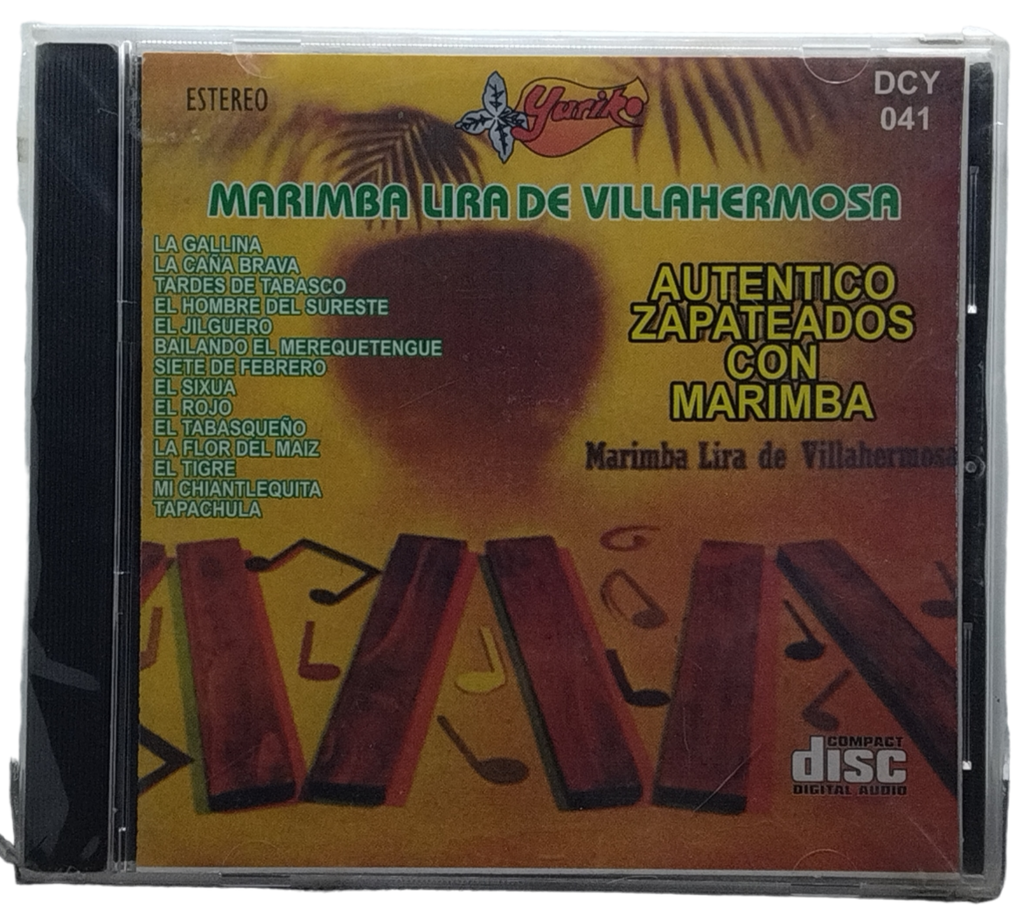 ESTEREO
Yuriko
DCY
041
MARIMBA LIRA DE VILLAHERMOSA
LA GALLINA
LA CAÑA BRAVA
TARDES DE TABASCO
EL HOMBRE DEL SURESTE
EL JILGUERO
BAILANDO EL MEREQUETENGUE
SIETE DE FEBRERO
EL SIXUA
EL ROJO
EL TABASQUEÑO
LA FLOR DEL MAIZ
EL TIGRE
MI CHIANTLEQUITA
TAPACHULA
AUTENTICO
ZAPATEADOS
CON
MARIMBA
Marimba Lira de Villahermosa
COMPACT
disc
DIGITAL AUDIO